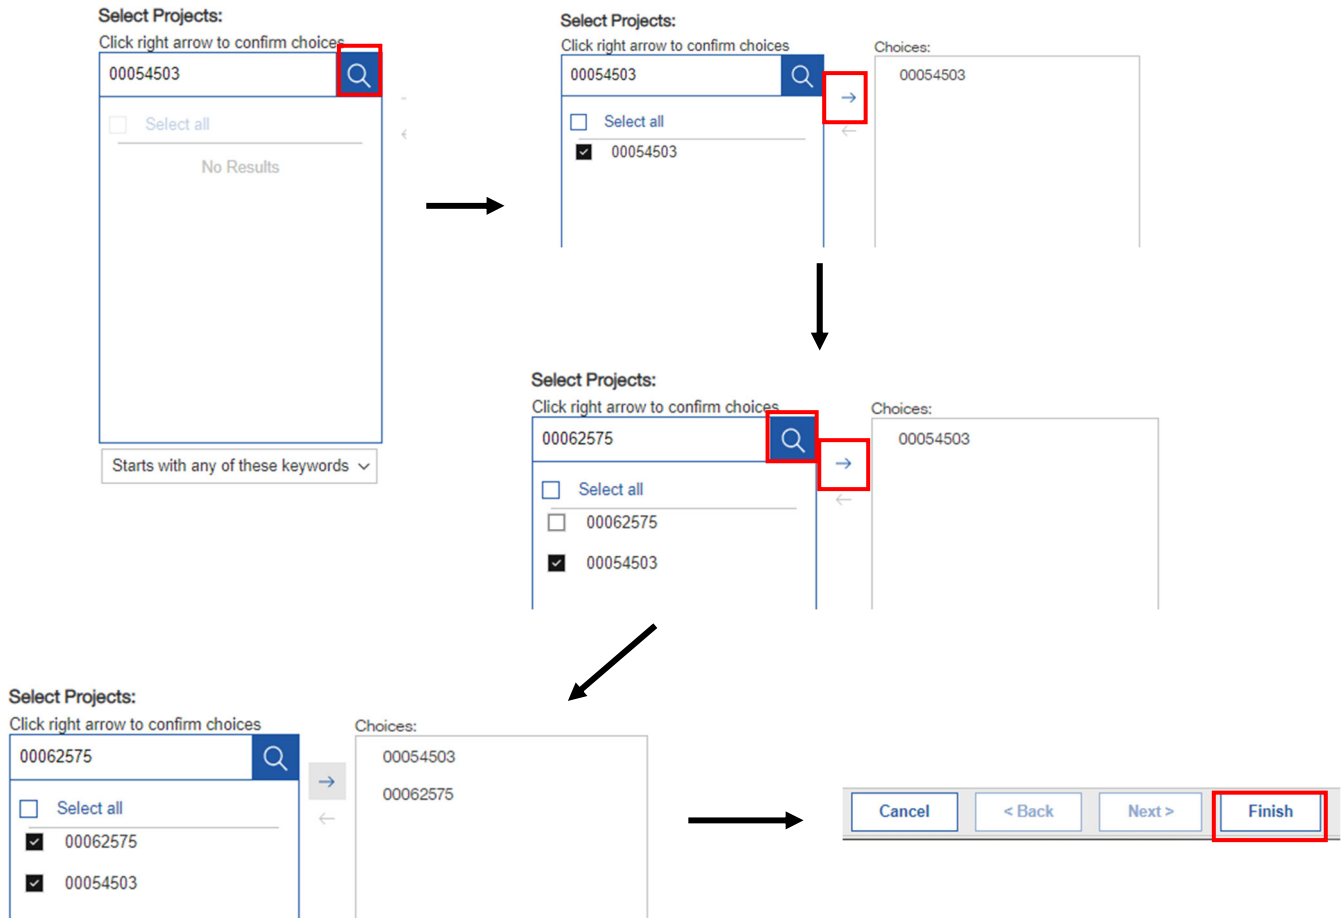 Select Projects:
Click right arrow to confirm choices
00054503
Select all
No Results
Starts with any of these keywords
Select Projects:
Click right arrow to confirm choices
00054503
Select all
00054503
Choices:
00054503
Select Projects:
Click right arrow to confirm choices
00062575
Select all
00062575
00054503
Choices:
00054503
Select Projects:
Click right arrow to confirm choices
00062575
Select all
00062575
00054503
Choices:
00054503
00062575
Cancel
< Back
Next >
Finish